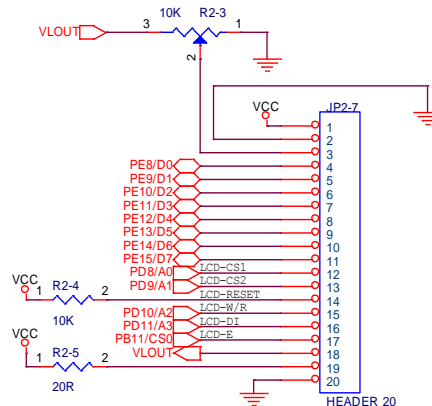 10K R2-3
VLOUT 3 1
2
JP2-7
VCC
1
2
3
PE8/D0 4
PE9/D1 5
PE10/D2 6
PE11/D3 7
PE12/D4 8
PE13/D5 9
PE14/D6 10
PE15/D7 11
PD8/A0 LCD-CS1 12
PD9/A1 LCD-CS2 13
VCC 1 R2-4 2 LCD-RESET 14
10K
PD10/A2 LCD-W/R 15
PD11/A3 LCD-DI 16
PB11/CS0 LCD-E 17
VLOUT 18
VCC 1 R2-5 2 19
20R
20
HEADER 20